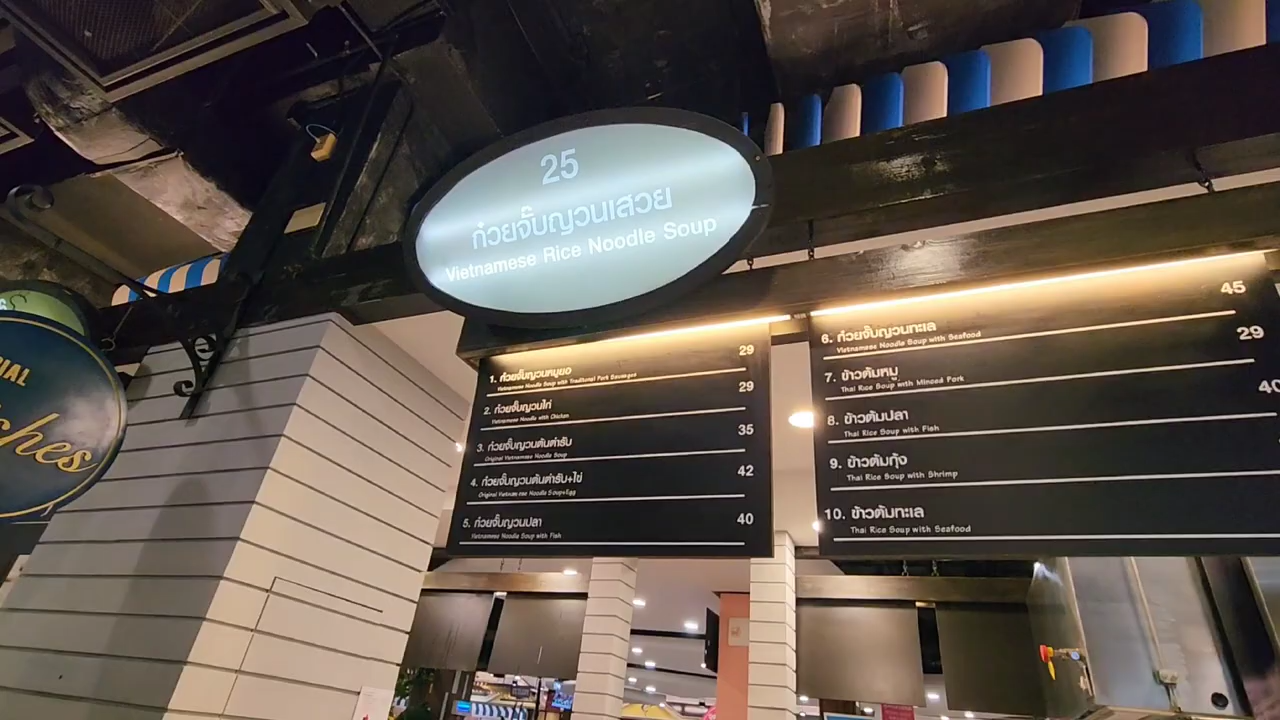 25
ก๋วยจั๊บญวนเสวย
Vietnamese Rice Noodle Soup
1. ก๋วยจั๊บญวนหมูยอ 29
Vietnamese Noodle Soup with Traditional Pork Sausages
2. ก๋วยจั๊บญวนไก่ 29
Vietnamese Noodle with Chicken
3. ก๋วยจั๊บญวนต้นตำรับ 35
Original Vietnamese Noodle Soup
4. ก๋วยจั๊บญวนต้นตำรับ+ไข่ 42
Original Vietnamese Noodle Soup+Egg
5. ก๋วยจั๊บญวนปลา 40
Vietnamese Noodle Soup with Fish
6. ก๋วยจั๊บญวนทะเล 45
Vietnamese Noodle Soup with Seafood
7. ข้าวต้มหมู 29
Thai Rice Soup with Minced Pork
8. ข้าวต้มปลา 40
Thai Rice Soup with Fish
9. ข้าวต้มกุ้ง
Thai Rice Soup with Shrimp
10. ข้าวต้มทะเล
Thai Rice Soup with Seafood